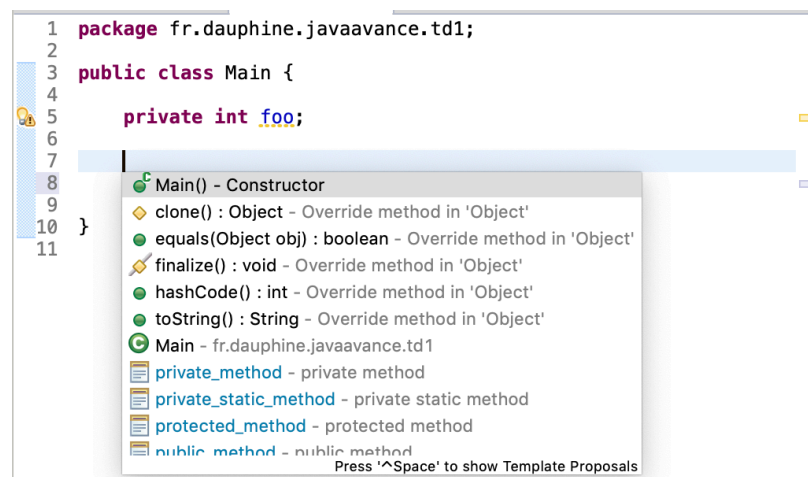 1 package fr.dauphine.javaavance.td1;
2
3 public class Main {
4
5 private int foo;
6
7
8
9
10 }
11
Main() - Constructor
clone() : Object - Override method in 'Object'
equals(Object obj) : boolean - Override method in 'Object'
finalize() : void - Override method in 'Object'
hashCode() : int - Override method in 'Object'
toString() : String - Override method in 'Object'
Main - fr.dauphine.javaavance.td1
private_method - private method
private_static_method - private static method
protected_method - protected method
public_method - public method
Press '^Space' to show Template Proposals